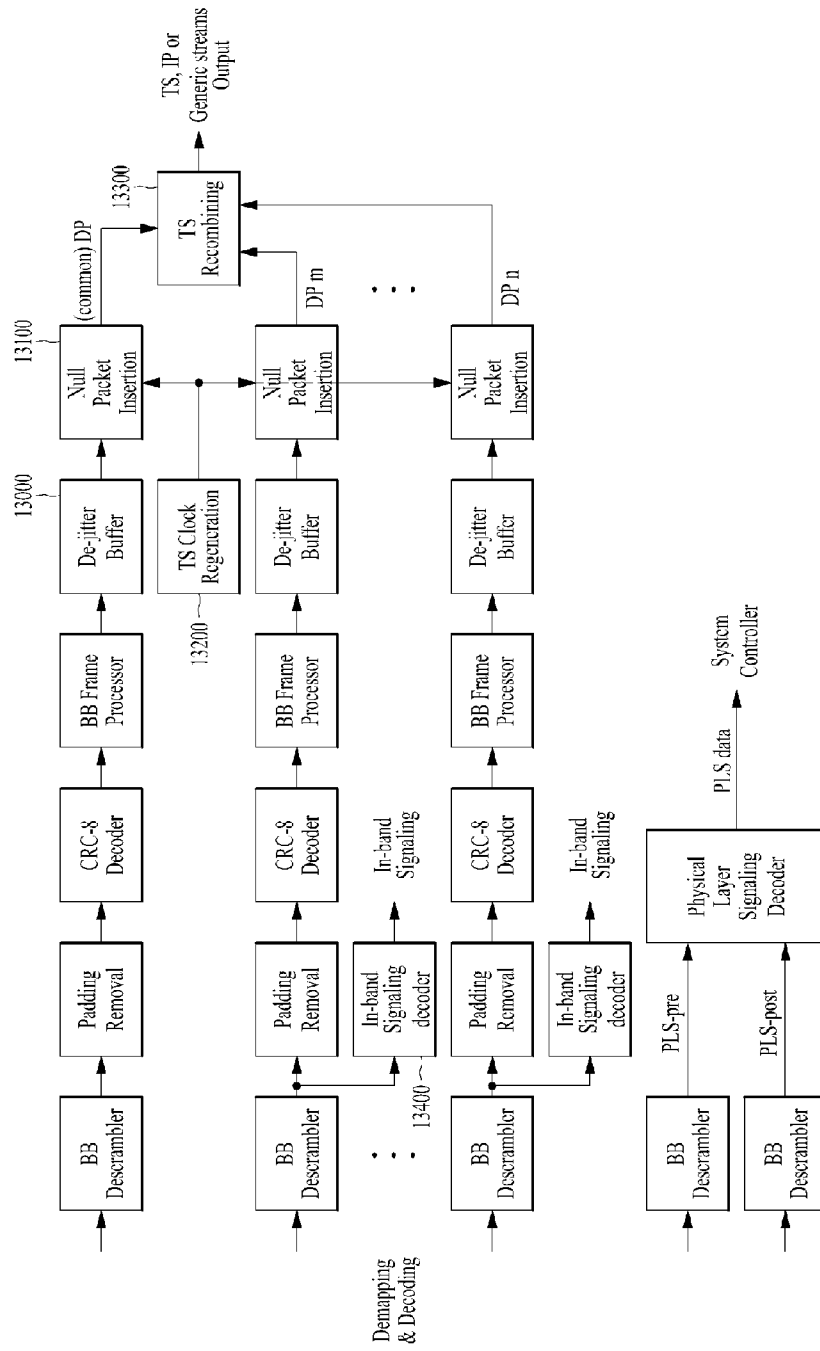 Demapping
& Decoding
BB
Descrambler
Padding
Removal
CRC-8
Decoder
BB Frame
Processor
De-jitter
Buffer
13000
Null
Packet
Insertion
13100
(common) DP
TS
Recombining
13300
TS, IP or
Generic streams
Output
TS Clock
Regeneration
13200
BB
Descrambler
Padding
Removal
CRC-8
Decoder
BB Frame
Processor
De-jitter
Buffer
Null
Packet
Insertion
DP m
In-band
Signaling
decoder
13400
In-band
Signaling
BB
Descrambler
Padding
Removal
CRC-8
Decoder
BB Frame
Processor
De-jitter
Buffer
Null
Packet
Insertion
DP n
In-band
Signaling
decoder
In-band
Signaling
BB
Descrambler
PLS-pre
BB
Descrambler
PLS-post
Physical
Layer
Signaling
Decoder
PLS data
System
Controller